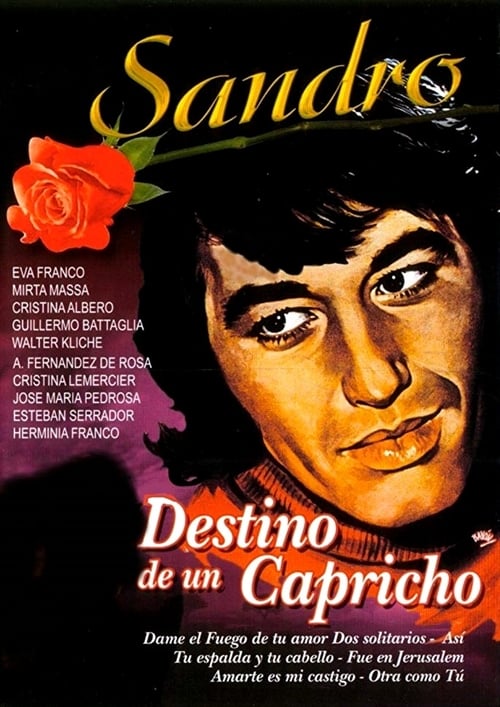 Sandro
EVA FRANCO
MIRTA MASSA
CRISTINA ALBERO
GUILLERMO BATTAGLIA
WALTER KLICHE
A. FERNANDEZ DE ROSA
CRISTINA LEMERCIER
JOSE MARIA PEDROSA
ESTEBAN SERRADOR
HERMINIA FRANCO
Destino
de un Capricho
Dame el Fuego de tu amor Dos solitarios - Así
Tu espalda y tu cabello - Fue en Jerusalem
Amarte es mi castigo - Otra como Tú